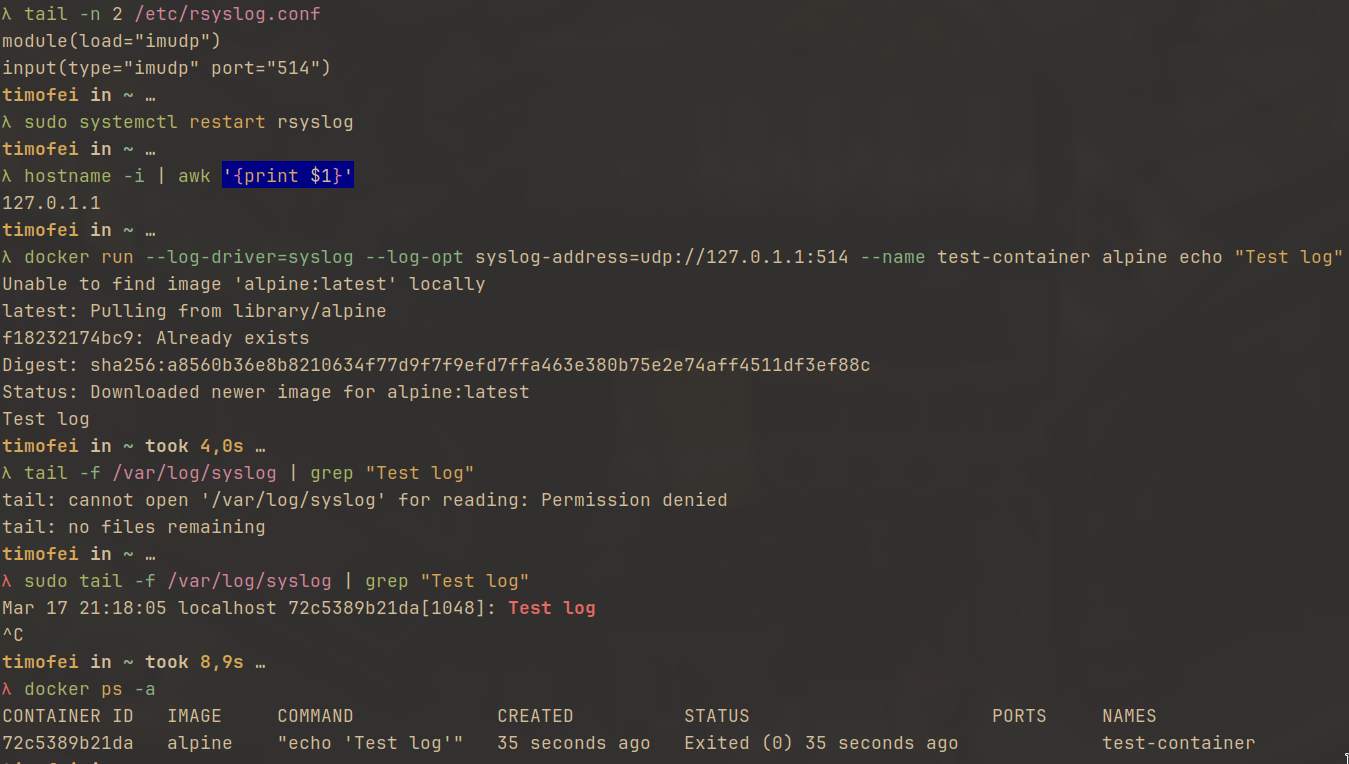 λ tail -n 2 /etc/rsyslog.conf
module(load="imudp")
input(type="imudp" port="514")
timofei in ~ …
λ sudo systemctl restart rsyslog
timofei in ~ …
λ hostname -i | awk '{print $1}'
127.0.1.1
timofei in ~ …
λ docker run --log-driver=syslog --log-opt syslog-address=udp://127.0.1.1:514 --name test-container alpine echo "Test log"
Unable to find image 'alpine:latest' locally
latest: Pulling from library/alpine
f18232174bc9: Already exists
Digest: sha256:a8560b36e8b8210634f77d9f7f9efd7ffa463e380b75e2e74aff4511df3ef88c
Status: Downloaded newer image for alpine:latest
Test log
timofei in ~ took 4,0s …
λ tail -f /var/log/syslog | grep "Test log"
tail: cannot open '/var/log/syslog' for reading: Permission denied
tail: no files remaining
timofei in ~ …
λ sudo tail -f /var/log/syslog | grep "Test log"
Mar 17 21:18:05 localhost 72c5389b21da[1048]: Test log
^C
timofei in ~ took 8,9s …
λ docker ps -a
CONTAINER ID   IMAGE     COMMAND             CREATED          STATUS                      PORTS     NAMES
72c5389b21da   alpine    "echo 'Test log'"   35 seconds ago   Exited (0) 35 seconds ago             test-container